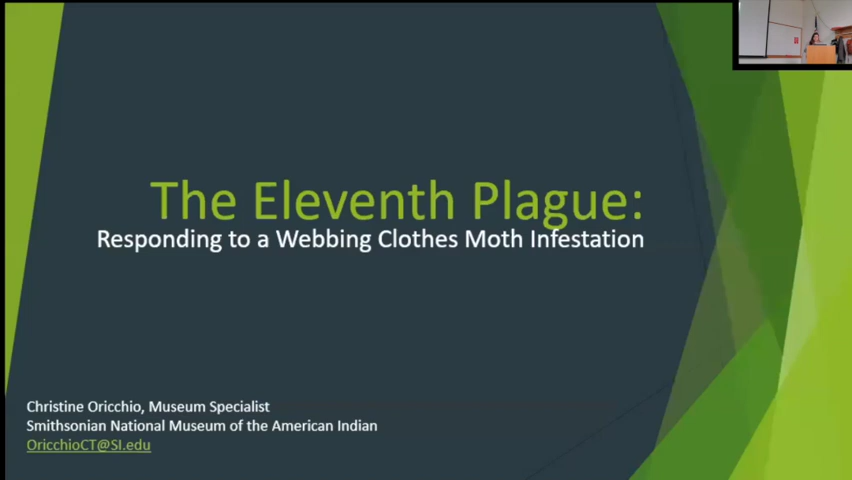 The Eleventh Plague:
Responding to a Webbing Clothes Moth Infestation
Christine Oricchio, Museum Specialist
Smithsonian National Museum of the American Indian
OricchioCT@SI.edu